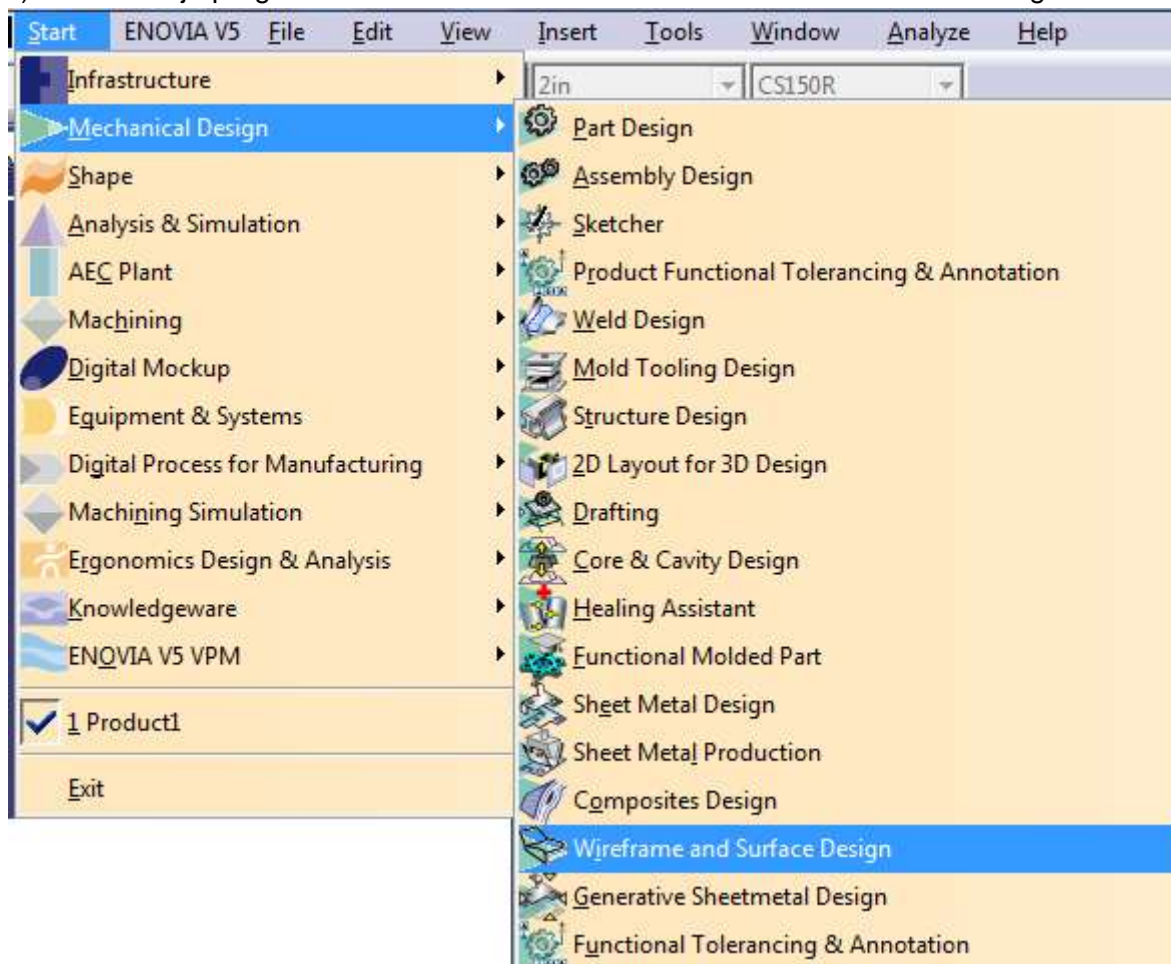 Start ENOVIA V5 File Edit View Insert Tools Window Analyze Help
2in CS150R
Infrastructure
Mechanical Design
Shape
Analysis & Simulation
AEC Plant
Machining
Digital Mockup
Equipment & Systems
Digital Process for Manufacturing
Machining Simulation
Ergonomics Design & Analysis
Knowledgeware
ENOVIA V5 VPM
1 Product1
Exit
Part Design
Assembly Design
Sketcher
Product Functional Tolerancing & Annotation
Weld Design
Mold Tooling Design
Structure Design
2D Layout for 3D Design
Drafting
Core & Cavity Design
Healing Assistant
Functional Molded Part
Sheet Metal Design
Sheet Metal Production
Composites Design
Wireframe and Surface Design
Generative Sheetmetal Design
Functional Tolerancing & Annotation